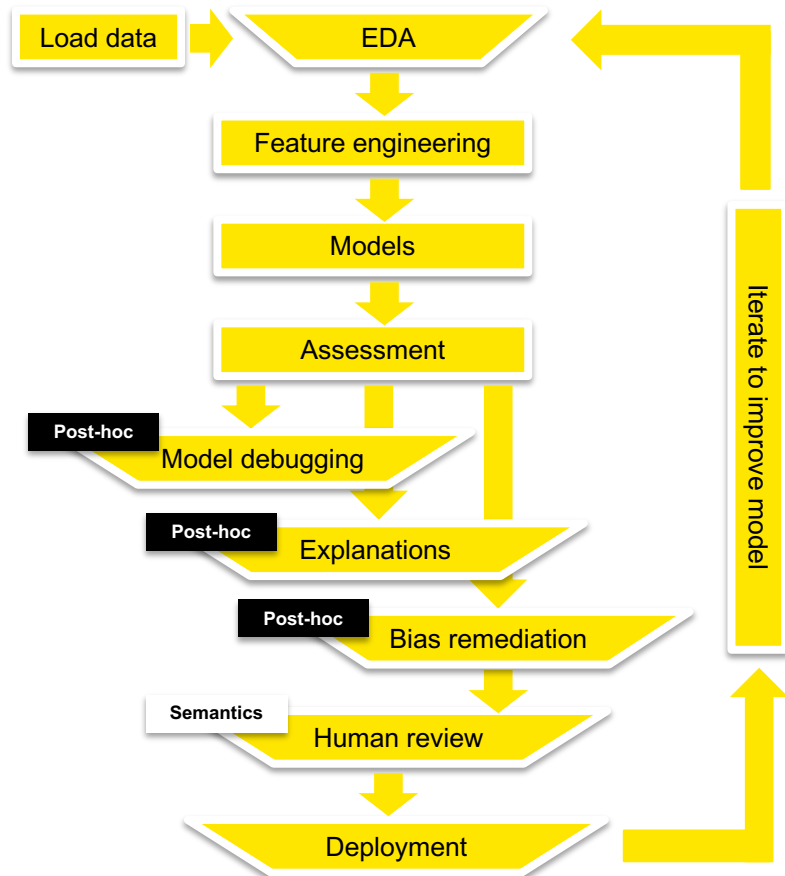 Load data
EDA
Feature engineering
Models
Assessment
Post-hoc
Model debugging
Post-hoc
Explanations
Post-hoc
Bias remediation
Semantics
Human review
Deployment
Iterate to improve model